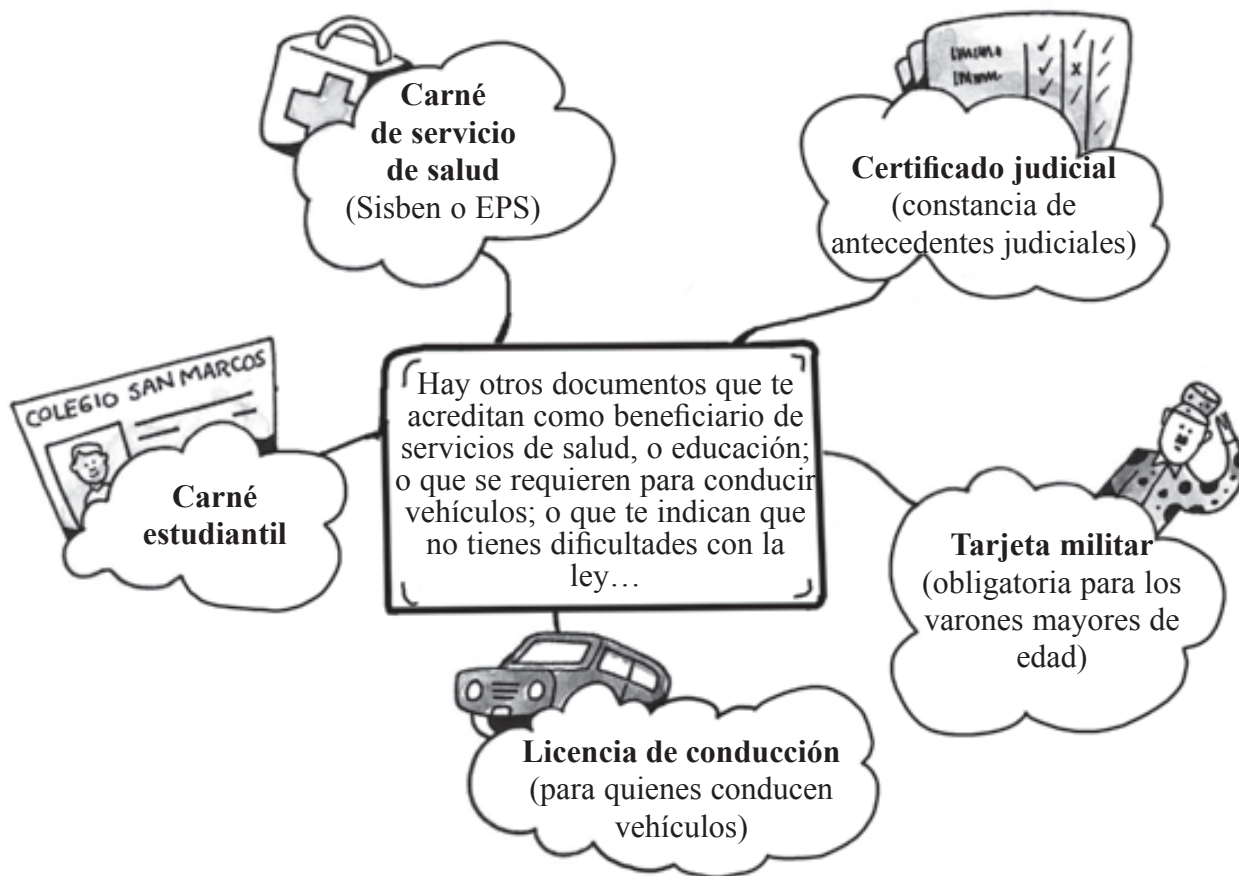 Carné
de servicio
de salud
(Sisben o EPS)
Certificado judicial
(constancia de
antecedentes judiciales)
COLEGIO SAN MARCOS
Carné
estudiantil
Hay otros documentos que te
acreditan como beneficiario de
servicios de salud, o educación;
o que se requieren para conducir
vehículos; o que te indican que
no tienes dificultades con la
ley…
Tarjeta militar
(obligatoria para los
varones mayores de
edad)
Licencia de conducción
(para quienes conducen
vehículos)